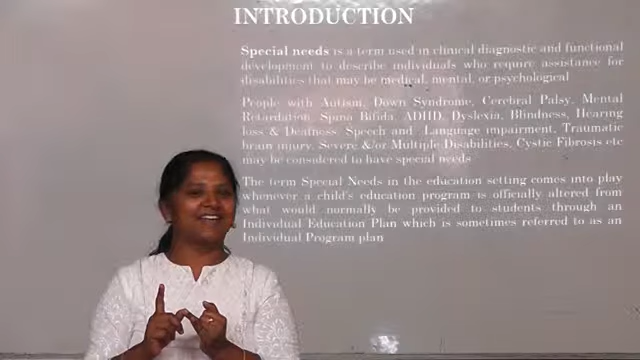 INTRODUCTION
Special needs is a term used in clinical diagnostic and functional
development to describe individuals who require assistance for
disabilities that may be medical, mental, or psychological
People with Autism, Down Syndrome, Cerebral Palsy, Mental
Retardation, Spina Bifida, ADHD, Dyslexia, Blindness, Hearing
loss & Deafness, Speech and Language impairment, Traumatic
brain injury, Severe &/or Multiple Disabilities, Cystic Fibrosis etc
may be considered to have special needs
The term Special Needs in the education setting comes into play
whenever a child's education program is officially altered from
what would normally be provided to students through an
Individual Education Plan which is sometimes referred to as an
Individual Program plan